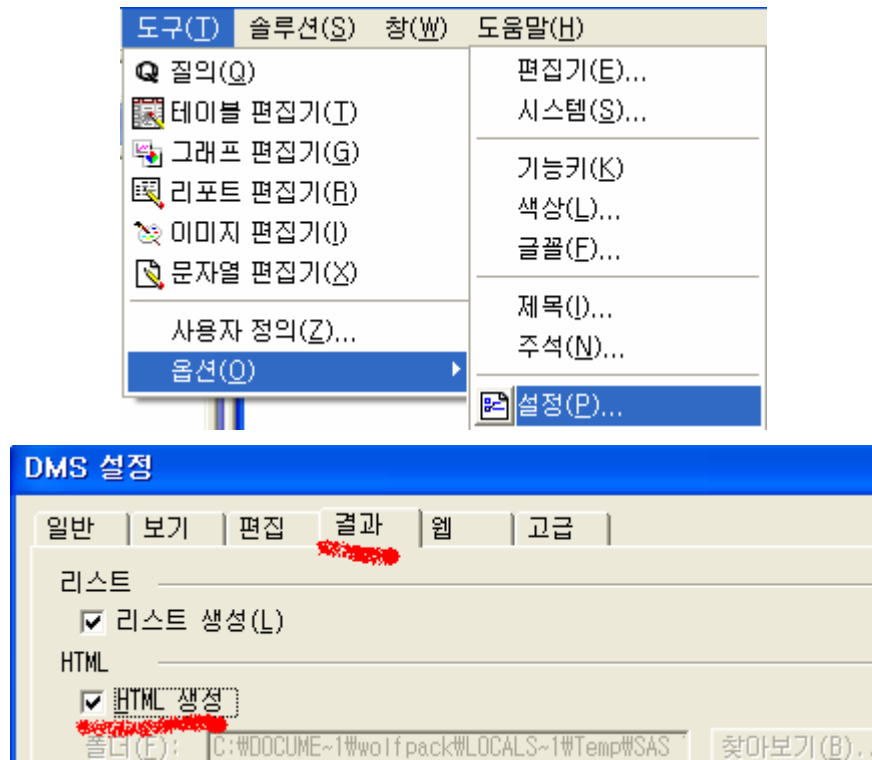 도구(T) 솔루션(S) 창(W) 도움말(H)
질의(Q)
테이블 편집기(T)
그래프 편집기(G)
리포트 편집기(R)
이미지 편집기(I)
문자열 편집기(X)
사용자 정의(Z)...
옵션(O)
편집기(E)...
시스템(S)...
기능키(K)
색상(L)...
글꼴(F)...
제목(I)...
주석(N)...
설정(P)...
DMS 설정
일반 보기 편집 결과 웹 고급
리스트
리스트 생성(L)
HTML
HTML 생성
폴더(F): C:₩DOCUME~1₩wolfpack₩LOCALS~1₩Temp₩SAS 찾아보기(B)..